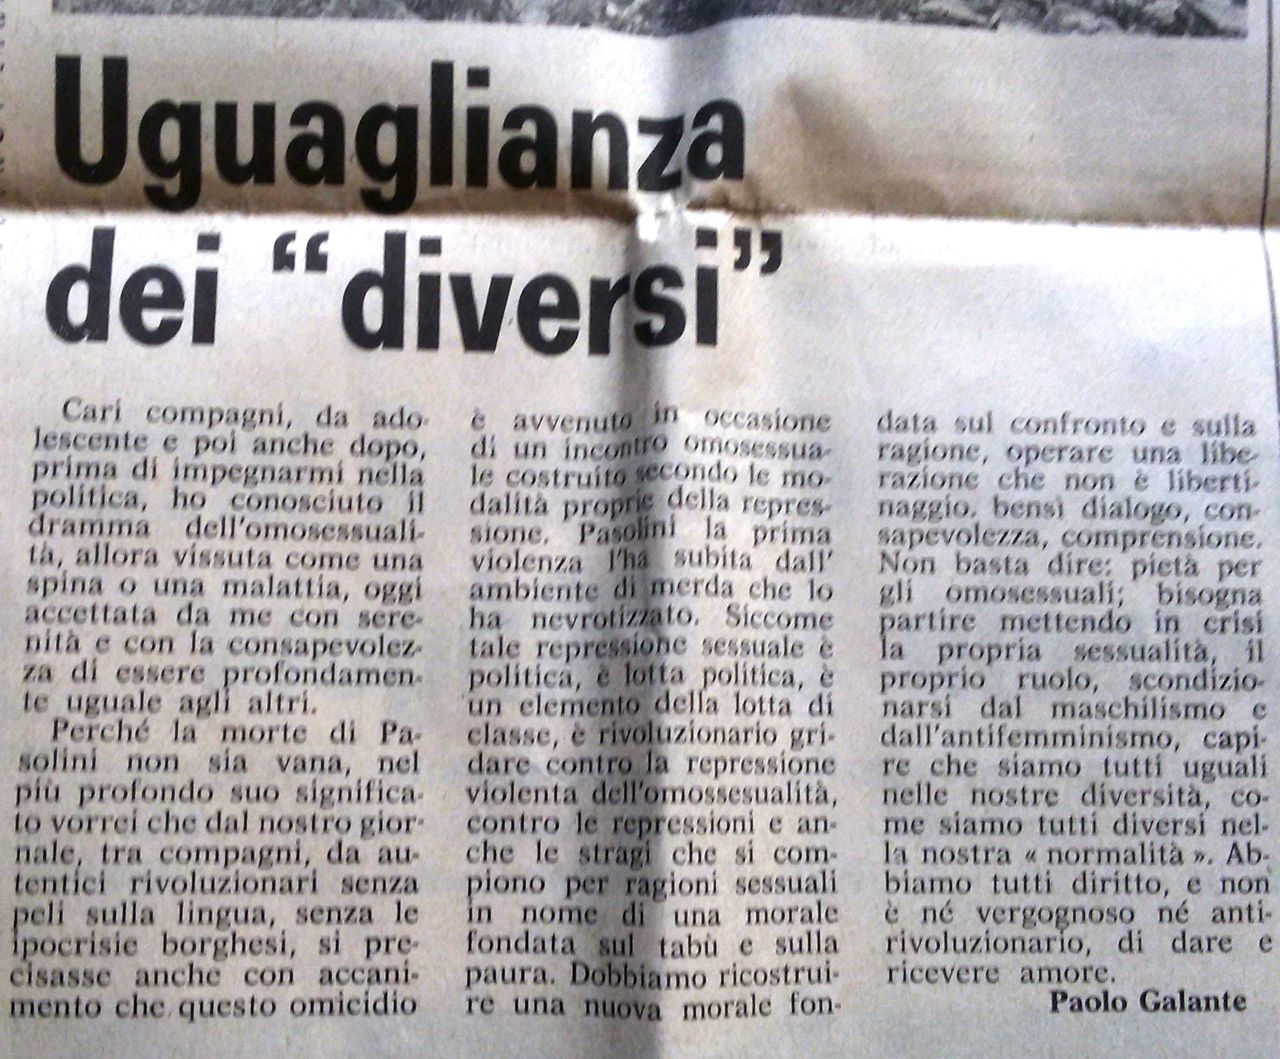 Uguaglianza
dei “diversi”
Cari compagni, da ado-
lescente e poi anche dopo,
prima di impegnarmi nella
politica, ho conosciuto il
dramma dell'omosessuali-
tà, allora vissuta come una
spina o una malattia, oggi
accettata da me con sere-
nità e con la consapevolez-
za di essere profondamen-
te uguale agli altri.
Perché la morte di Pa-
solini non sia vana, nel
più profondo suo significa-
to vorrei che dal nostro gior-
nale, tra compagni, da au-
tentici rivoluzionari senza
peli sulla lingua, senza le
ipocrisie borghesi, si pre-
cisasse anche con accani-
mento che questo omicidio
è avvenuto in occasione
di un incontro omosessua-
le costruito secondo le mo-
dalità proprie della repres-
sione. Pasolini la prima
violenza l'ha subita dall'
ambiente di merda che lo
ha nevrotizzato. Siccome
tale repressione sessuale è
politica, è lotta politica, è
un elemento della lotta di
classe, è rivoluzionario gri-
dare contro la repressione
violenta dell'omossesualità,
contro le repressioni e an-
che le stragi che si com-
piono per ragioni sessuali
in nome di una morale
fondata sul tabù e sulla
paura. Dobbiamo ricostrui-
re una nuova morale fon-
data sul confronto e sulla
ragione, operare una libe-
razione che non è liberti-
naggio, bensì dialogo, con-
sapevolezza, comprensione.
Non basta dire: pietà per
gli omosessuali; bisogna
partire mettendo in crisi
la propria sessualità, il
proprio ruolo, scondizio-
narsi dal maschilismo e
dall'antifemminismo, capi-
re che siamo tutti uguali
nelle nostre diversità, co-
me siamo tutti diversi nel-
la nostra « normalità ». Ab-
biamo tutti diritto, e non
è né vergognoso né anti-
rivoluzionario, di dare e
ricevere amore.
Paolo Galante